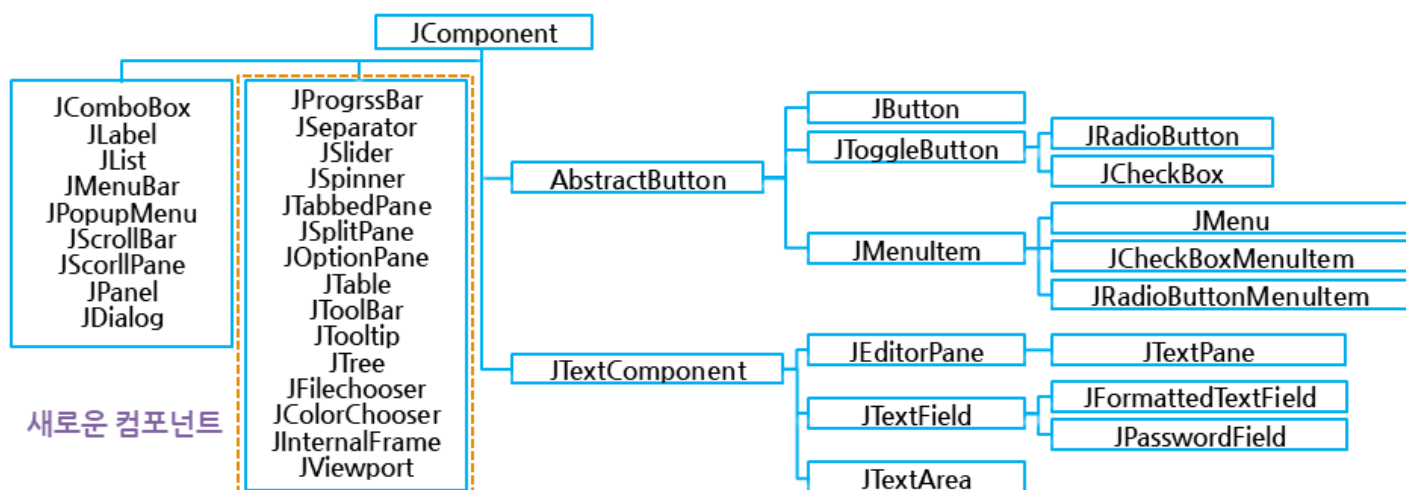 JComponent
JComboBox
JLabel
JList
JMenuBar
JPopupMenu
JScrollBar
JScorllPane
JPanel
JDialog
새로운 컴포넌트
JProgrssBar
JSeparator
JSlider
JSpinner
JTabbedPane
JSplitPane
JOptionPane
JTable
JToolBar
JTooltip
JTree
JFilechooser
JColorChooser
JInternalFrame
JViewport
AbstractButton
JButton
JToggleButton
JRadioButton
JCheckBox
JMenuItem
JMenu
JCheckBoxMenuItem
JRadioButtonMenuItem
JTextComponent
JEditorPane
JTextPane
JTextField
JFormattedTextField
JPasswordField
JTextArea